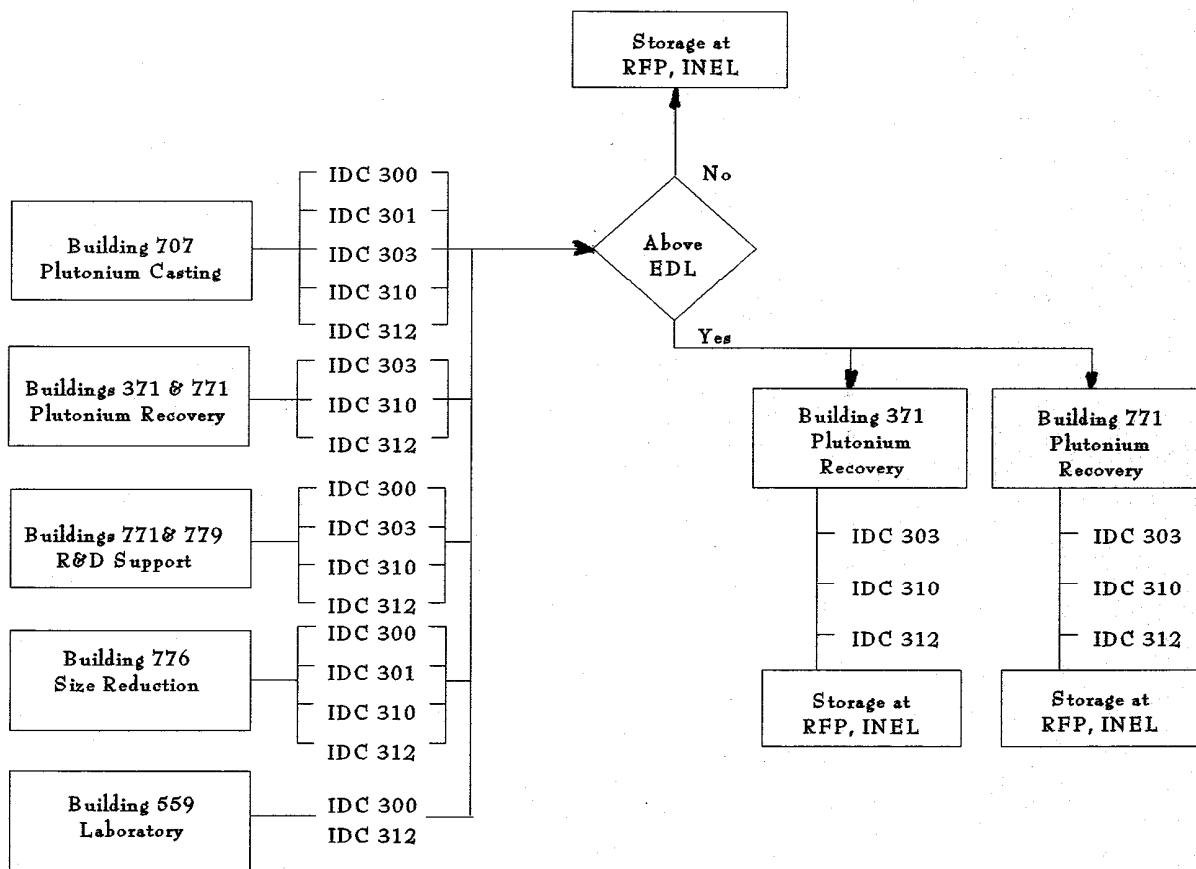 Storage at
RFP, INEL
No
Above
EDL
Yes
Building 707
Plutonium Casting
IDC 300
IDC 301
IDC 303
IDC 310
IDC 312
Buildings 371 & 771
Plutonium Recovery
IDC 303
IDC 310
IDC 312
Buildings 771& 779
R&D Support
IDC 300
IDC 303
IDC 310
IDC 312
Building 776
Size Reduction
IDC 300
IDC 301
IDC 310
IDC 312
Building 559
Laboratory
IDC 300
IDC 312
Building 371
Plutonium
Recovery
IDC 303
IDC 310
IDC 312
Storage at
RFP, INEL
Building 771
Plutonium
Recovery
IDC 303
IDC 310
IDC 312
Storage at
RFP, INEL